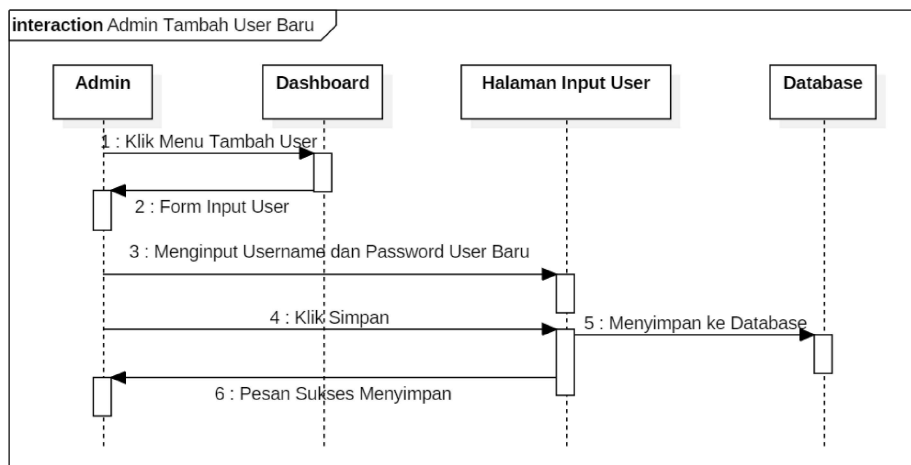 interaction Admin Tambah User Baru
Admin
Dashboard
Halaman Input User
Database
1 : Klik Menu Tambah User
2 : Form Input User
3 : Menginput Username dan Password User Baru
4 : Klik Simpan
5 : Menyimpan ke Database
6 : Pesan Sukses Menyimpan